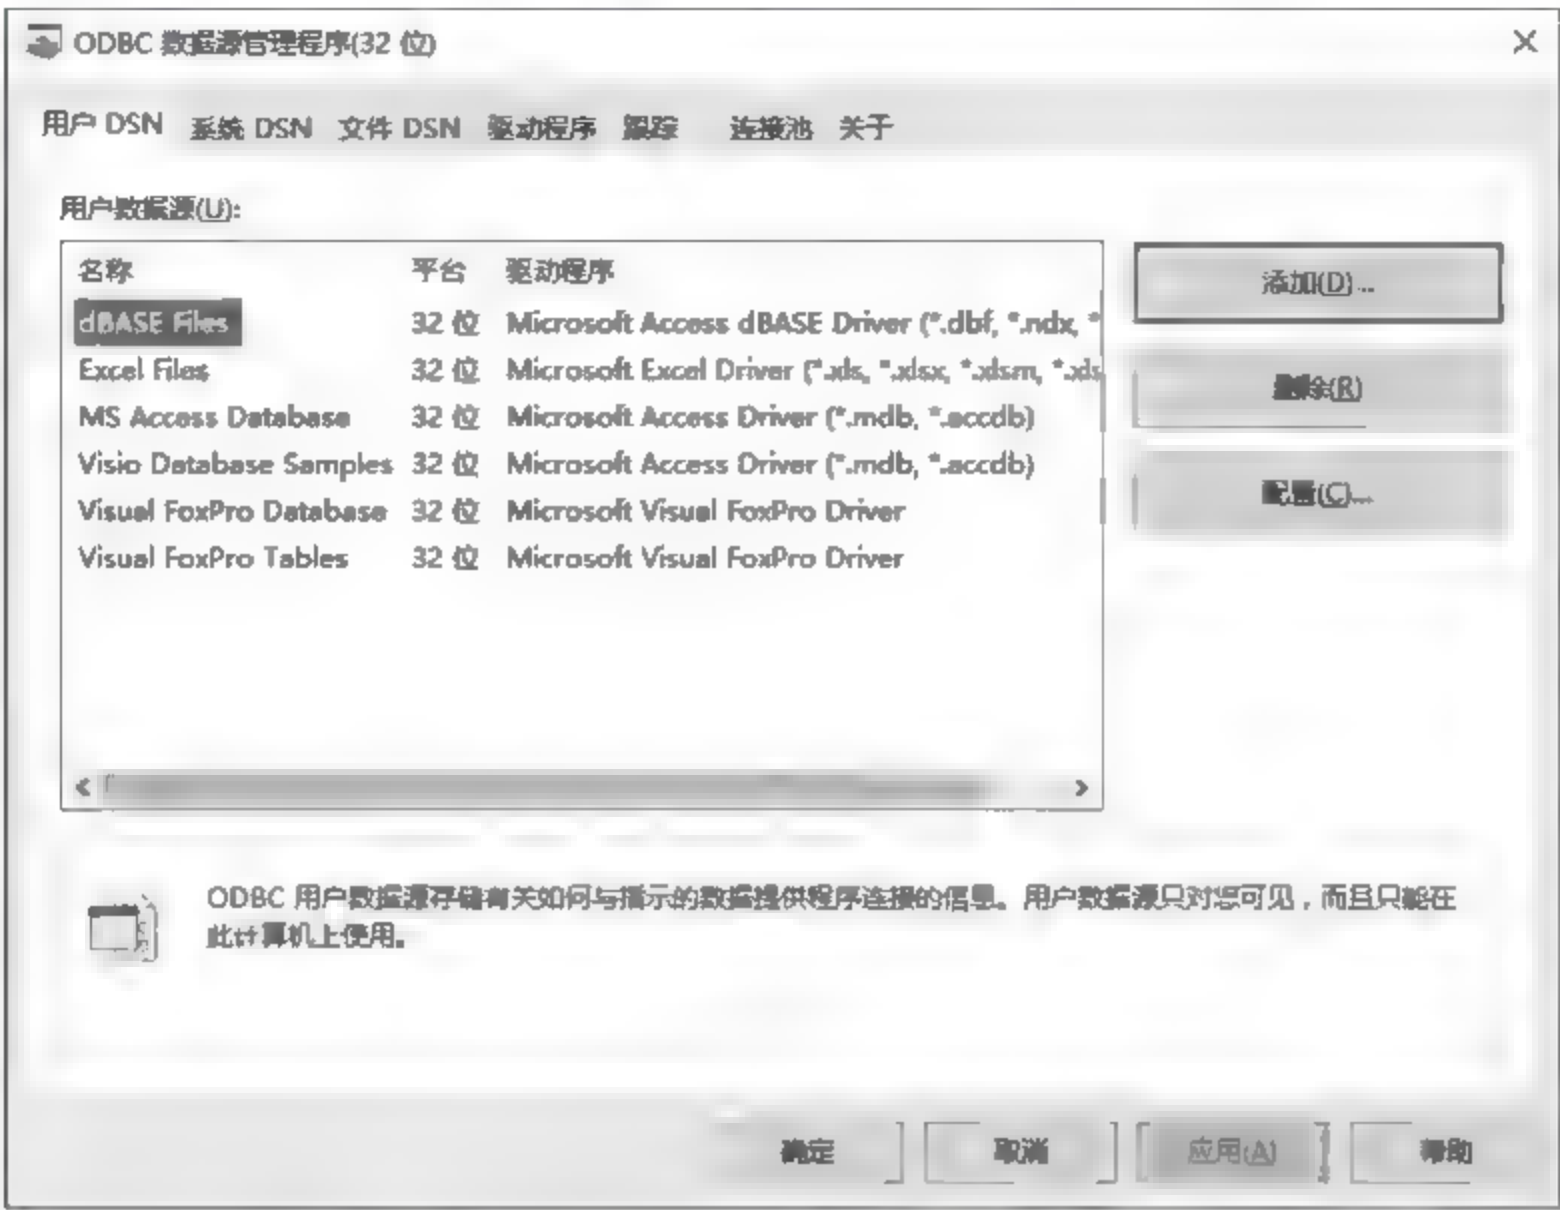 ODBC 数据源管理程序(32 位)
用户 DSN 系统 DSN 文件 DSN 驱动程序 跟踪 连接池 关于
用户数据源(U):
名称 平台 驱动程序
dBASE Files 32 位 Microsoft Access dBASE Driver (*.dbf, *.ndx, *
Excel Files 32 位 Microsoft Excel Driver (*.xls, *.xlsx, *.xlsm, *.xls
MS Access Database 32 位 Microsoft Access Driver (*.mdb, *.accdb)
Visio Database Samples 32 位 Microsoft Access Driver (*.mdb, *.accdb)
Visual FoxPro Database 32 位 Microsoft Visual FoxPro Driver
Visual FoxPro Tables 32 位 Microsoft Visual FoxPro Driver
添加(D)...
删除(R)
配置(C)...
ODBC 用户数据源存储有关如何与指示的数据提供程序连接的信息。用户数据源只对您可见，而且只能在
此计算机上使用。
确定 取消 应用(A) 帮助